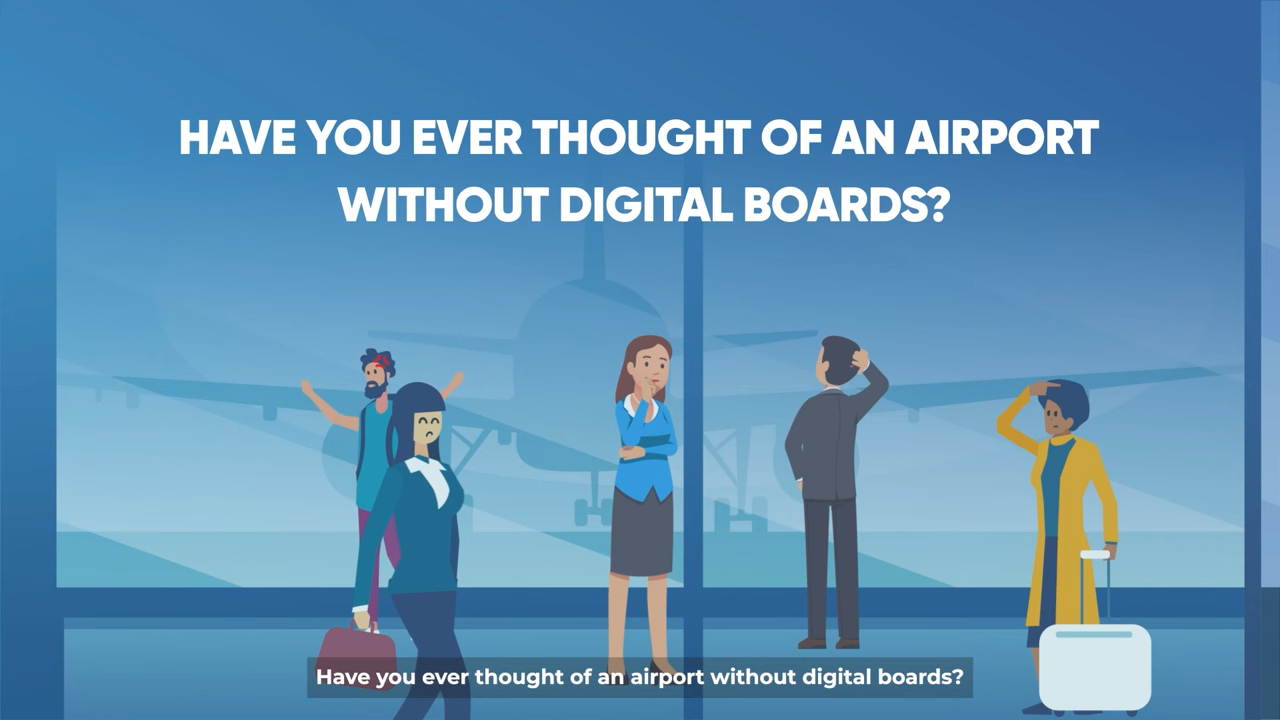 HAVE YOU EVER THOUGHT OF AN AIRPORT
WITHOUT DIGITAL BOARDS?
Have you ever thought of an airport without digital boards?